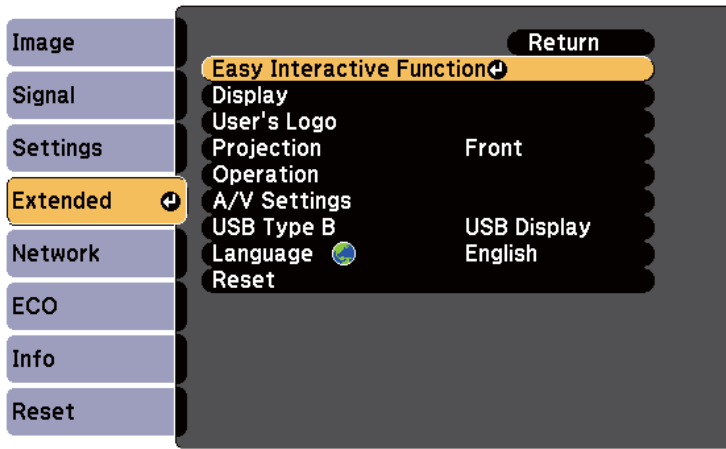 Image
Signal
Settings
Extended
Network
ECO
Info
Reset
Return
Easy Interactive Function
Display
User's Logo
Projection Front
Operation
A/V Settings
USB Type B USB Display
Language English
Reset